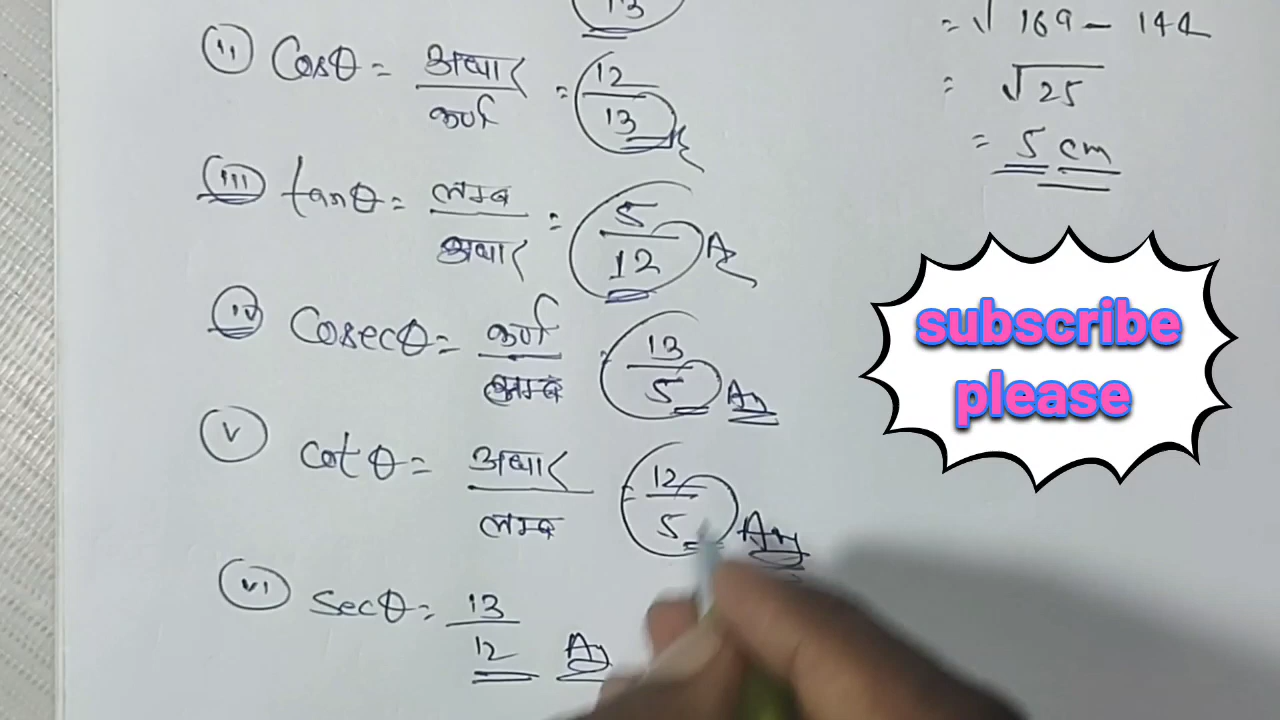 13
= √ 169 - 144
(ii) Cosθ = आधार / कर्ण = 12 / 13
= √25
= 5 cm
(iii) tanθ = लम्ब / आधार = 5 / 12
(iv) Cosecθ = कर्ण / लम्ब = 13 / 5 Ans
(v) cotθ = आधार / लम्ब = 12 / 5 Ans
(vi) secθ = 13 / 12 Ans
subscribe
please